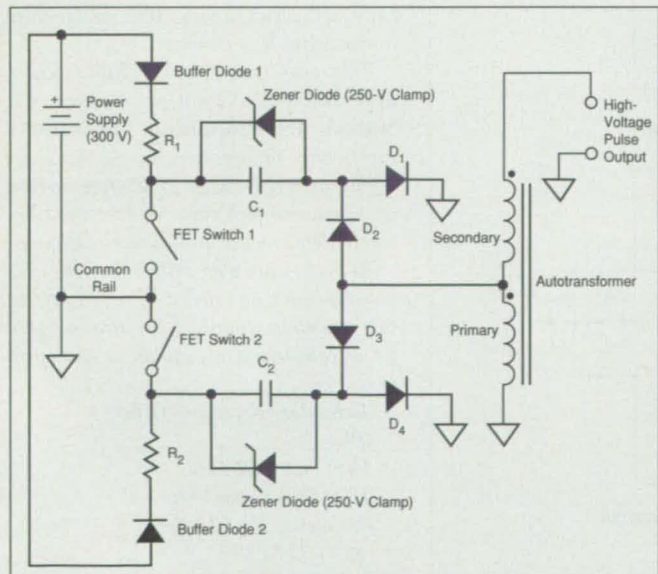 Buffer Diode 1
Zener Diode (250-V Clamp)
+
Power
Supply
(300 V)
R1
C1
D1
High-
Voltage
Pulse
Output
FET Switch 1
D2
Secondary
Common
Rail
Autotransformer
FET Switch 2
D3
Primary
C2
D4
R2
Zener Diode (250-V Clamp)
Buffer Diode 2